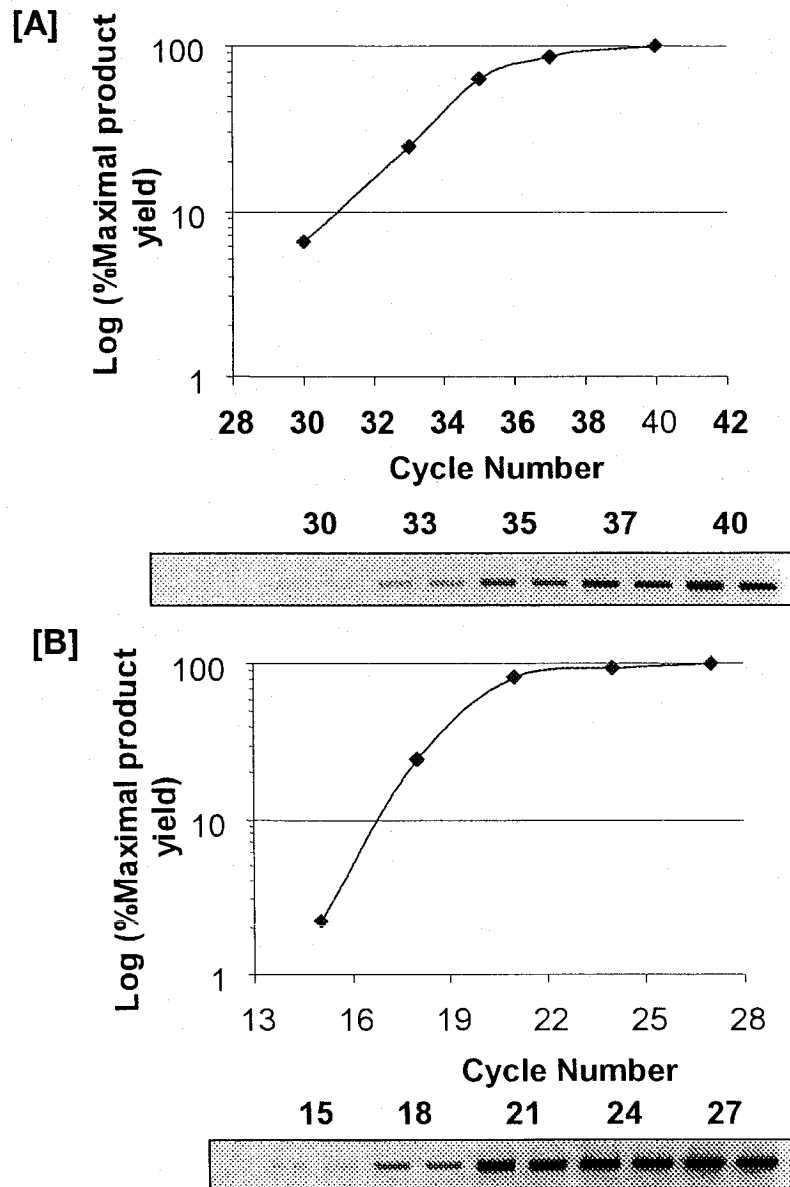 [A]
Log (%Maximal product
yield)
100
10
1
28 30 32 34 36 38 40 42
Cycle Number
30 33 35 37 40
[B]
Log (%Maximal product
yield)
100
10
1
13 16 19 22 25 28
Cycle Number
15 18 21 24 27